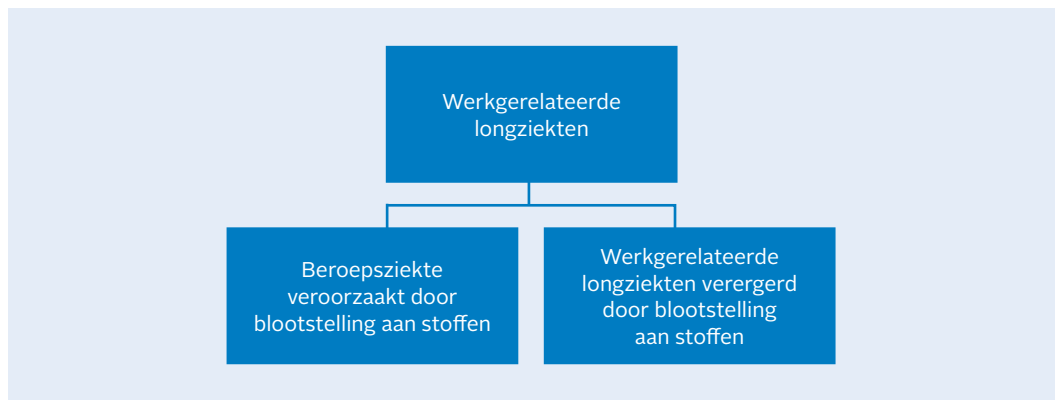 Werkgerelateerde
longziekten
Beroepsziekte
veroorzaakt door
blootstelling aan stoffen
Werkgerelateerde
longziekten verergerd
door blootstelling
aan stoffen